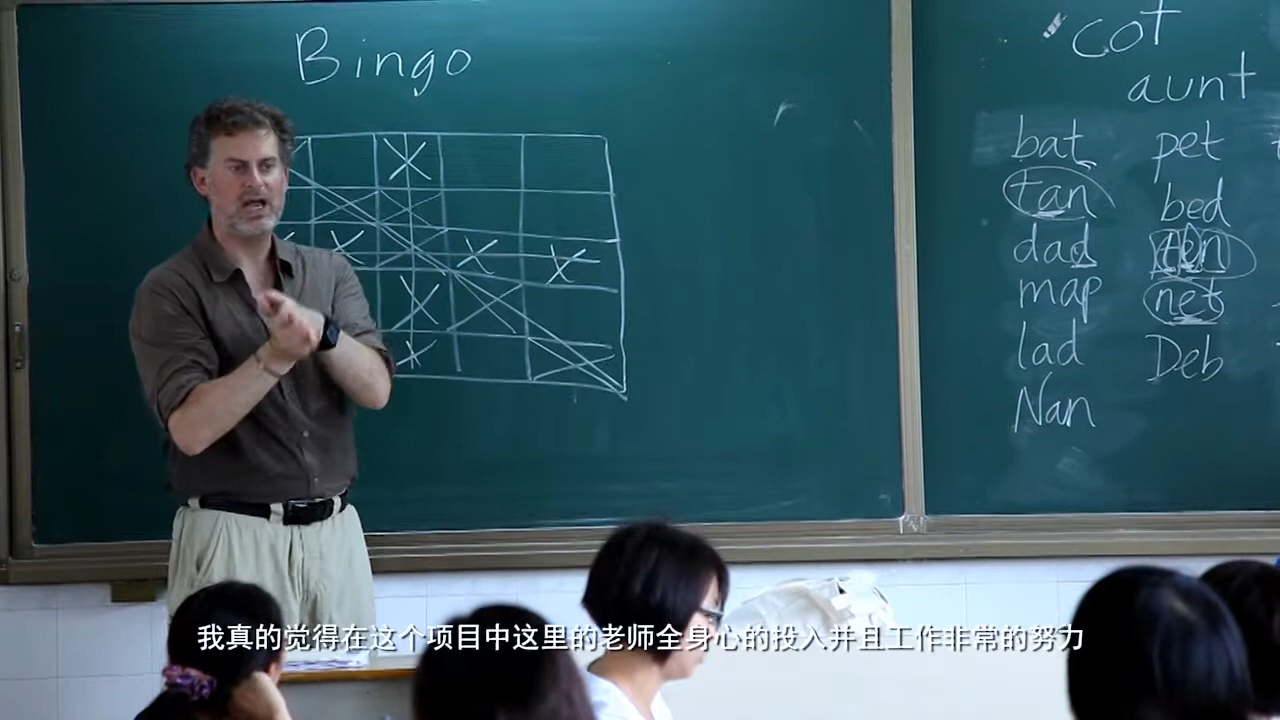 Bingo
cot
aunt
bat pet
tan bed
dad ten
map net
lad Deb
Nan
我真的觉得在这个项目中这里的老师全身心的投入并且工作非常的努力